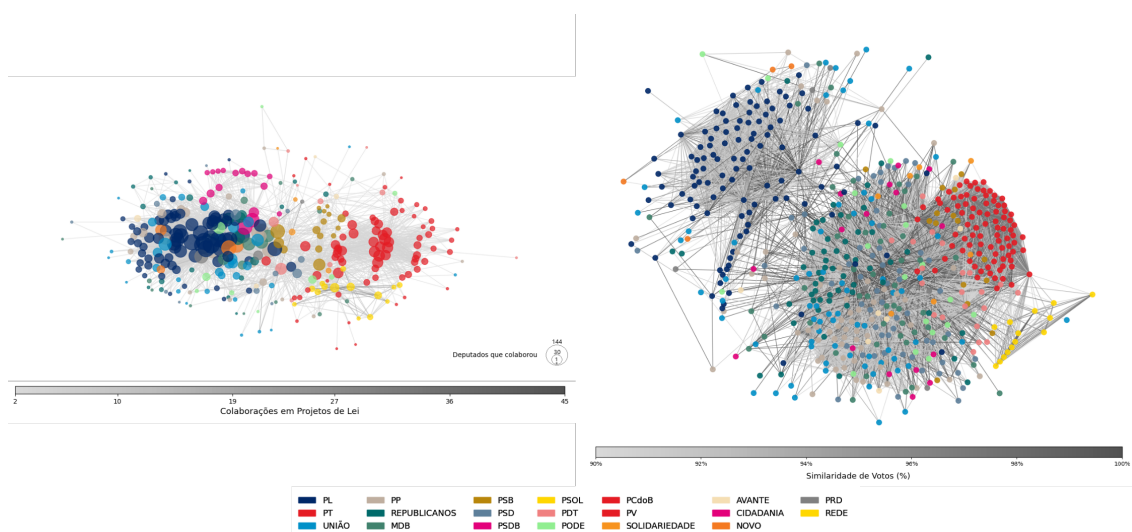 Deputados que colaborou
144
30
1
2 10 19 27 36 45
Colaborações em Projetos de Lei
90% 92% 94% 96% 98% 100%
Similaridade de Votos (%)
PL PP PSB PSOL PCdoB AVANTE PRD
PT REPUBLICANOS PSD PDT PV CIDADANIA REDE
UNIÃO MDB PSDB PODE SOLIDARIEDADE NOVO